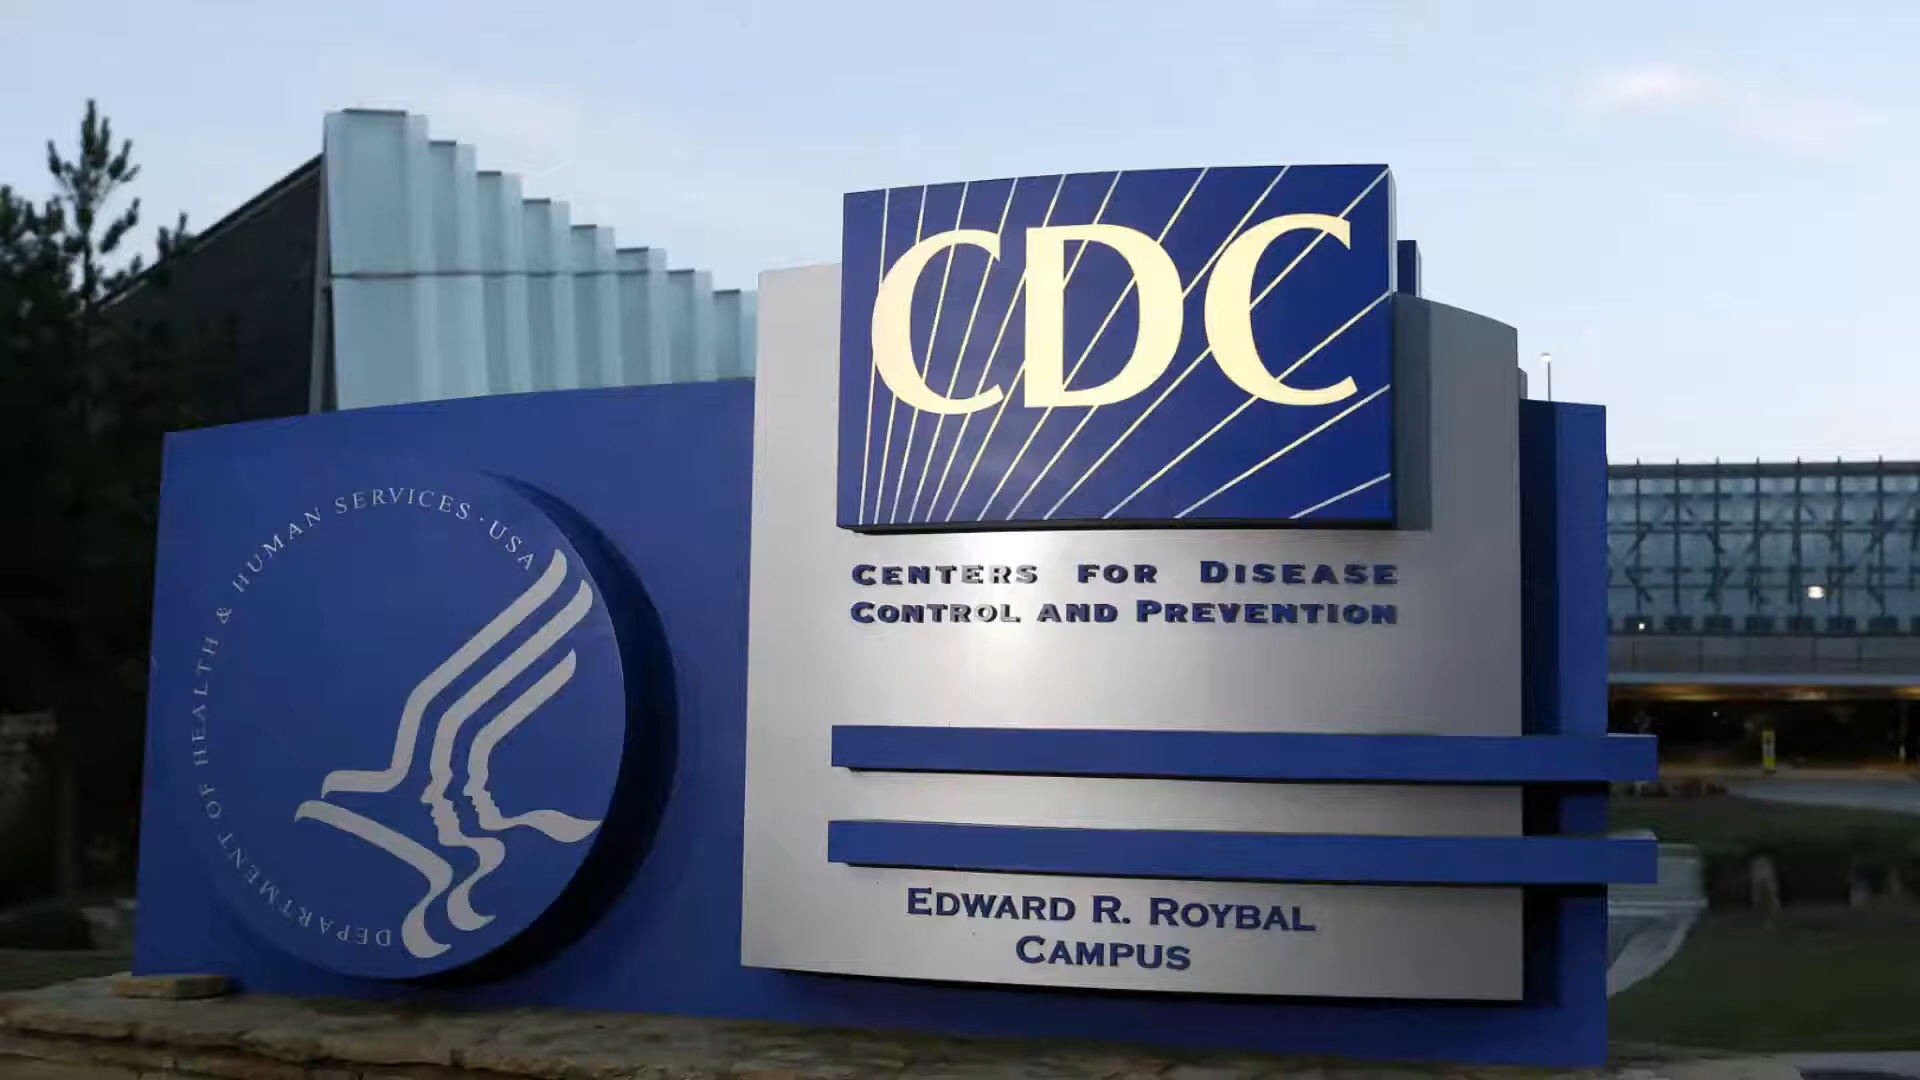 DEPARTMENT OF HEALTH & HUMAN SERVICES · USA
CDC
CENTERS FOR DISEASE
CONTROL AND PREVENTION
EDWARD R. ROYBAL
CAMPUS